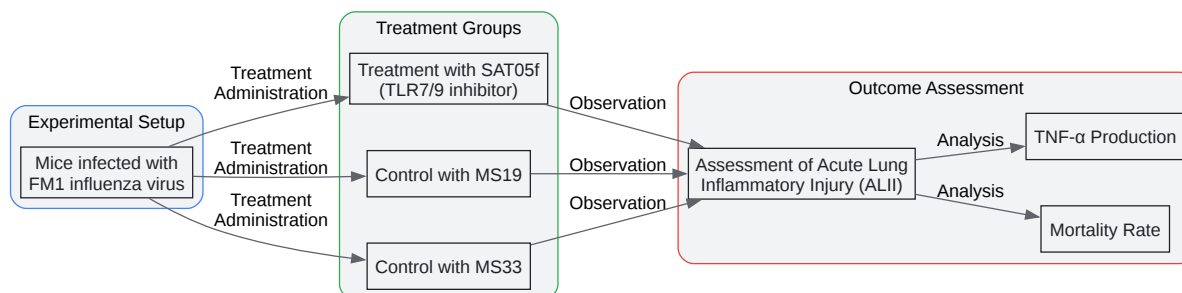 Experimental Setup
Mice infected with
FM1 influenza virus
Treatment
Administration
Treatment
Administration
Treatment
Administration
Treatment Groups
Treatment with SAT05f
(TLR7/9 inhibitor)
Control with MS19
Control with MS33
Observation
Observation
Observation
Outcome Assessment
Assessment of Acute Lung
Inflammatory Injury (ALII)
Analysis
Analysis
TNF-α Production
Mortality Rate